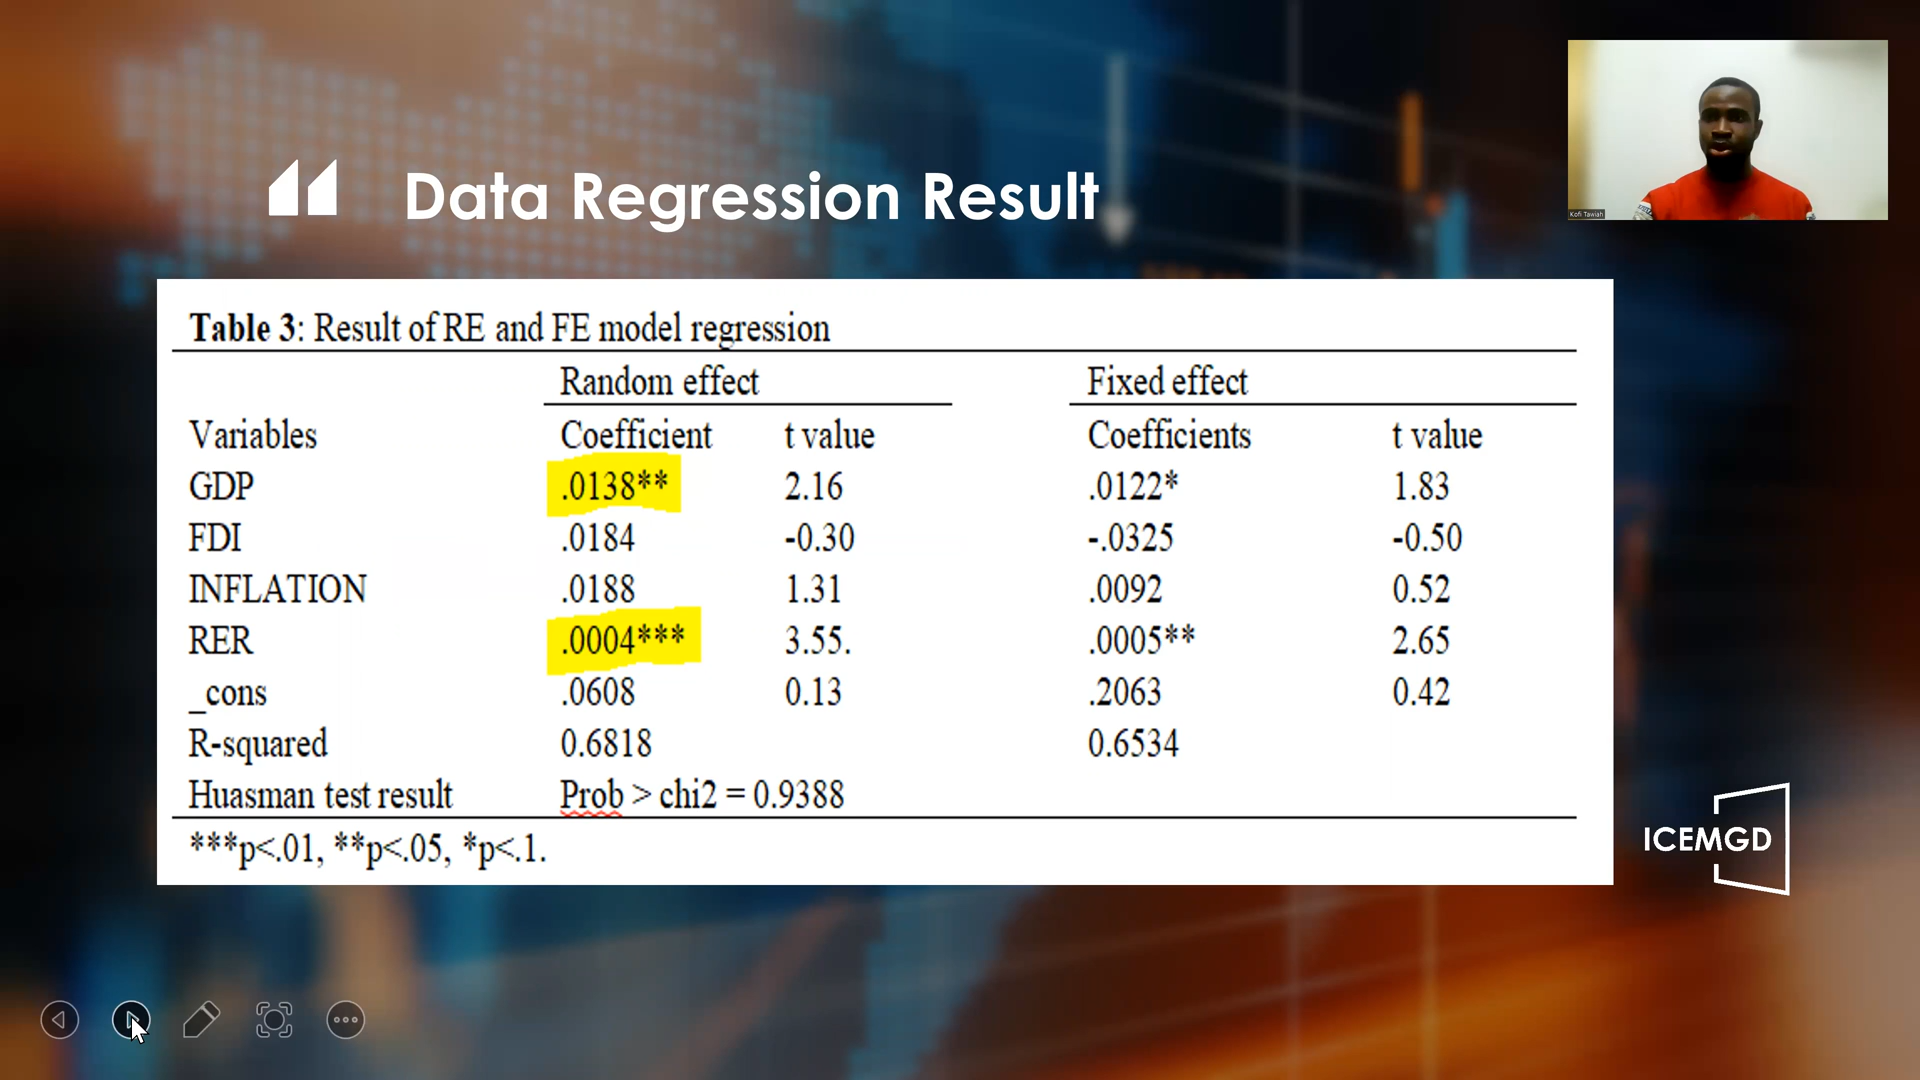 Kofi Tawiah
Data Regression Result
Table 3: Result of RE and FE model regression
Random effect Fixed effect
Variables Coefficient t value Coefficients t value
GDP .0138** 2.16 .0122* 1.83
FDI .0184 -0.30 -.0325 -0.50
INFLATION .0188 1.31 .0092 0.52
RER .0004*** 3.55. .0005** 2.65
_cons .0608 0.13 .2063 0.42
R-squared 0.6818 0.6534
Huasman test result Prob > chi2 = 0.9388
***p<.01, **p<.05, *p<.1.
ICEMGD